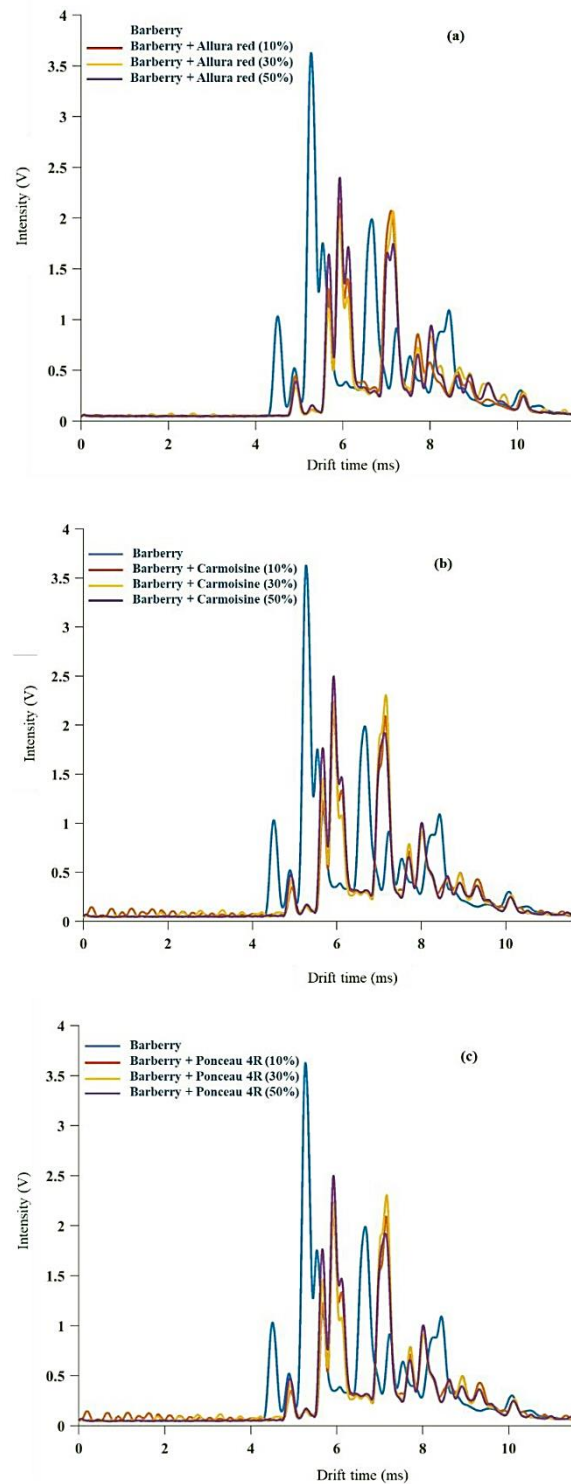 (a)
Barberry
Barberry + Allura red (10%)
Barberry + Allura red (30%)
Barberry + Allura red (50%)
4
3.5
3
2.5
2
1.5
1
0.5
0
Intensity (V)
0 2 4 6 8 10
Drift time (ms)
(b)
Barberry
Barberry + Carmoisine (10%)
Barberry + Carmoisine (30%)
Barberry + Carmoisine (50%)
4
3.5
3
2.5
2
1.5
1
0.5
0
Intensity (V)
0 2 4 6 8 10
Drift time (ms)
(c)
Barberry
Barberry + Ponceau 4R (10%)
Barberry + Ponceau 4R (30%)
Barberry + Ponceau 4R (50%)
4
3.5
3
2.5
2
1.5
1
0.5
0
Intensity (V)
0 2 4 6 8 10
Drift time (ms)